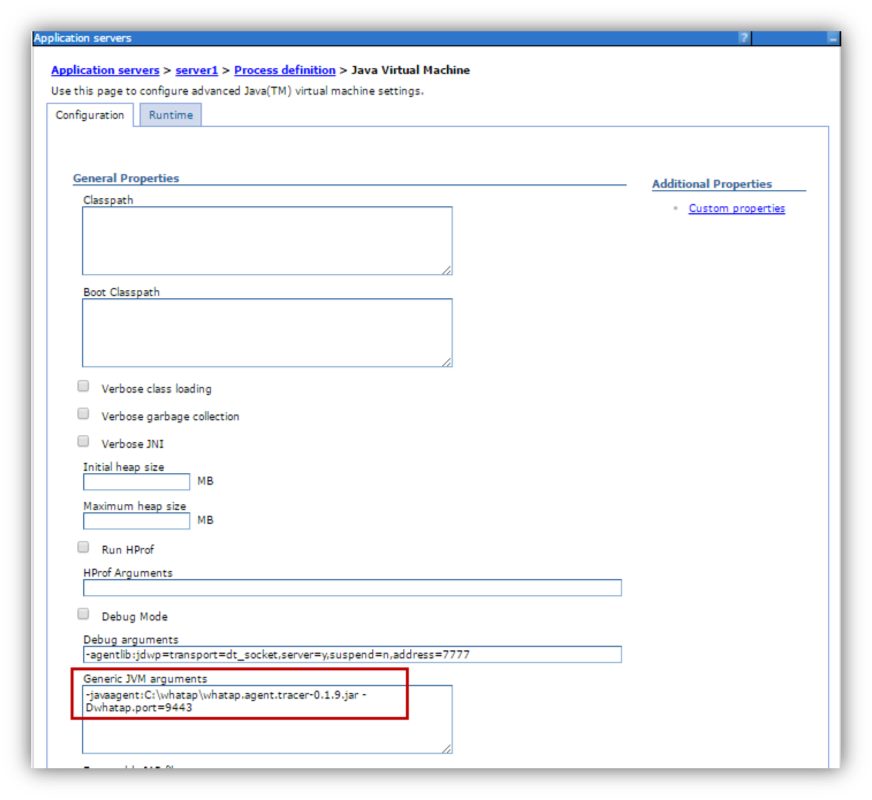 Application servers
?
Application servers > server1 > Process definition > Java Virtual Machine
Use this page to configure advanced Java(TM) virtual machine settings.
Configuration
Runtime
General Properties
Classpath
Boot Classpath
Verbose class loading
Verbose garbage collection
Verbose JNI
Initial heap size
MB
Maximum heap size
MB
Run HProf
HProf Arguments
Debug Mode
Debug arguments
-agentlib:jdwp=transport=dt_socket,server=y,suspend=n,address=7777
Generic JVM arguments
-javaagent:C:\whatap\whatap.agent.tracer-0.1.9.jar -
Dwhatap.port=9443
Additional Properties
Custom properties